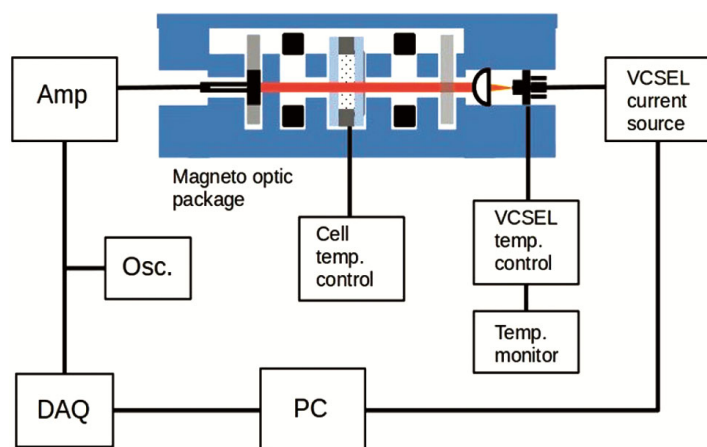 Amp
VCSEL
current
source
Magneto optic
package
Cell
temp.
control
VCSEL
temp.
control
Osc.
Temp.
monitor
DAQ
PC